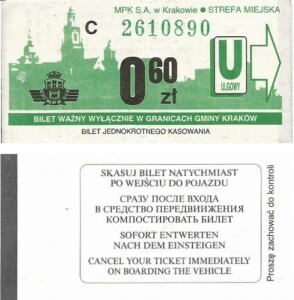 MPK S.A. w Krakowie • STREFA MIEJSKA
C 2610890
0.60 zł
U
ULGOWY
BILET WAŻNY WYŁĄCZNIE W GRANICACH GMINY KRAKÓW
BILET JEDNOKROTNEGO KASOWANIA
SKASUJ BILET NATYCHMIAST
PO WEJŚCIU DO POJAZDU
СРАЗУ ПОСЛЕ ВХОДА
В СРЕДСТВО ПЕРЕДВИЖЕНИЯ
КОМПОСТИРОВАТЬ БИЛЕТ
SOFORT ENTWERTEN
NACH DEM EINSTEIGEN
CANCEL YOUR TICKET IMMEDIATELY
ON BOARDING THE VEHICLE
Proszę zachować do kontroli